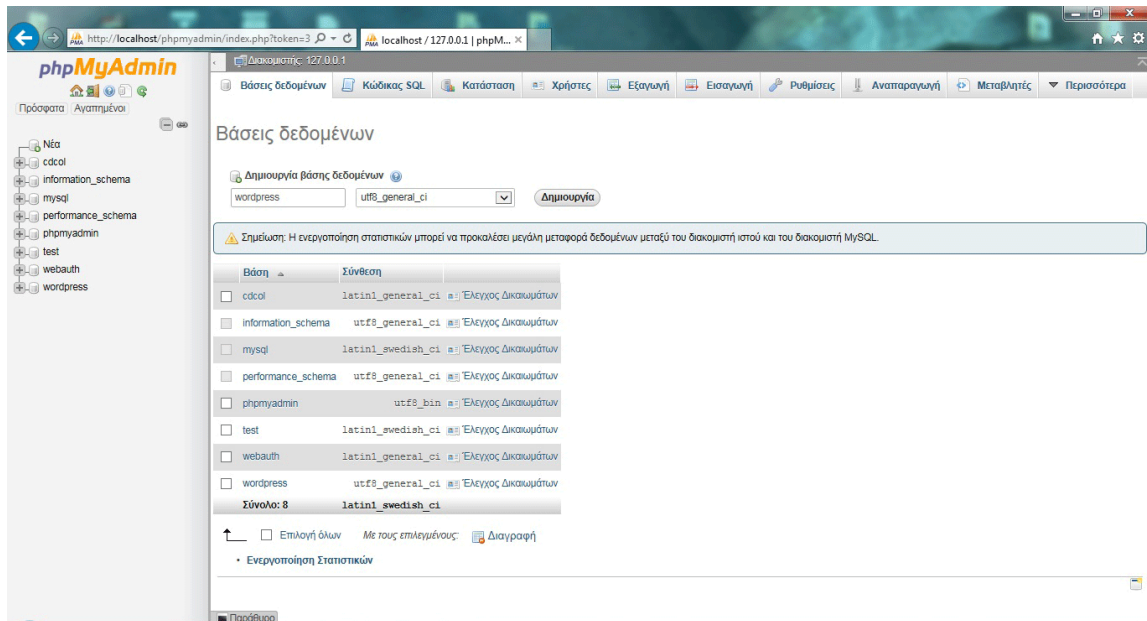 http://localhost/phpmyadmin/index.php?token=3
localhost / 127.0.0.1 | phpM...
phpMyAdmin
Πρόσφατα Αγαπημένοι
Νέα
cdcol
information_schema
mysql
performance_schema
phpmyadmin
test
webauth
wordpress
Διακομιστής: 127.0.0.1
Βάσεις δεδομένων Κώδικας SQL Κατάσταση Χρήστες Εξαγωγή Εισαγωγή Ρυθμίσεις Αναπαραγωγή Μεταβλητές Περισσότερα
Βάσεις δεδομένων
Δημιουργία βάσης δεδομένων
wordpress utf8_general_ci Δημιουργία
Σημείωση: Η ενεργοποίηση στατιστικών μπορεί να προκαλέσει μεγάλη μεταφορά δεδομένων μεταξύ του διακομιστή ιστού και του διακομιστή MySQL.
Βάση Σύνθεση
cdcol latin1_general_ci Έλεγχος Δικαιωμάτων
information_schema utf8_general_ci Έλεγχος Δικαιωμάτων
mysql latin1_swedish_ci Έλεγχος Δικαιωμάτων
performance_schema utf8_general_ci Έλεγχος Δικαιωμάτων
phpmyadmin utf8_bin Έλεγχος Δικαιωμάτων
test latin1_swedish_ci Έλεγχος Δικαιωμάτων
webauth latin1_general_ci Έλεγχος Δικαιωμάτων
wordpress utf8_general_ci Έλεγχος Δικαιωμάτων
Σύνολο: 8 latin1_swedish_ci
Επιλογή όλων Με τους επιλεγμένους: Διαγραφή
• Ενεργοποίηση Στατιστικών
Παράθυρο